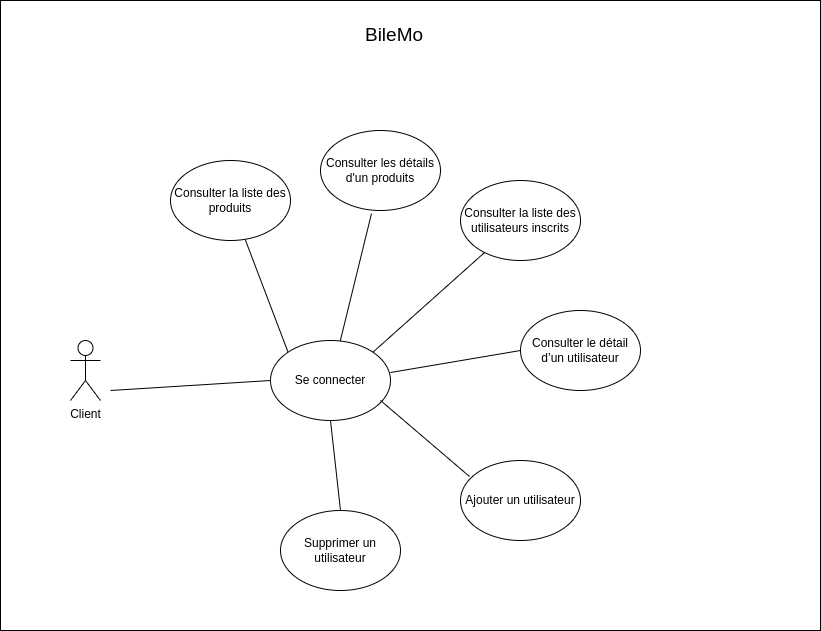 BileMo
Consulter les détails
d'un produits
Consulter la liste des
produits
Consulter la liste des
utilisateurs inscrits
Consulter le détail
d’un utilisateur
Se connecter
Client
Ajouter un utilisateur
Supprimer un
utilisateur